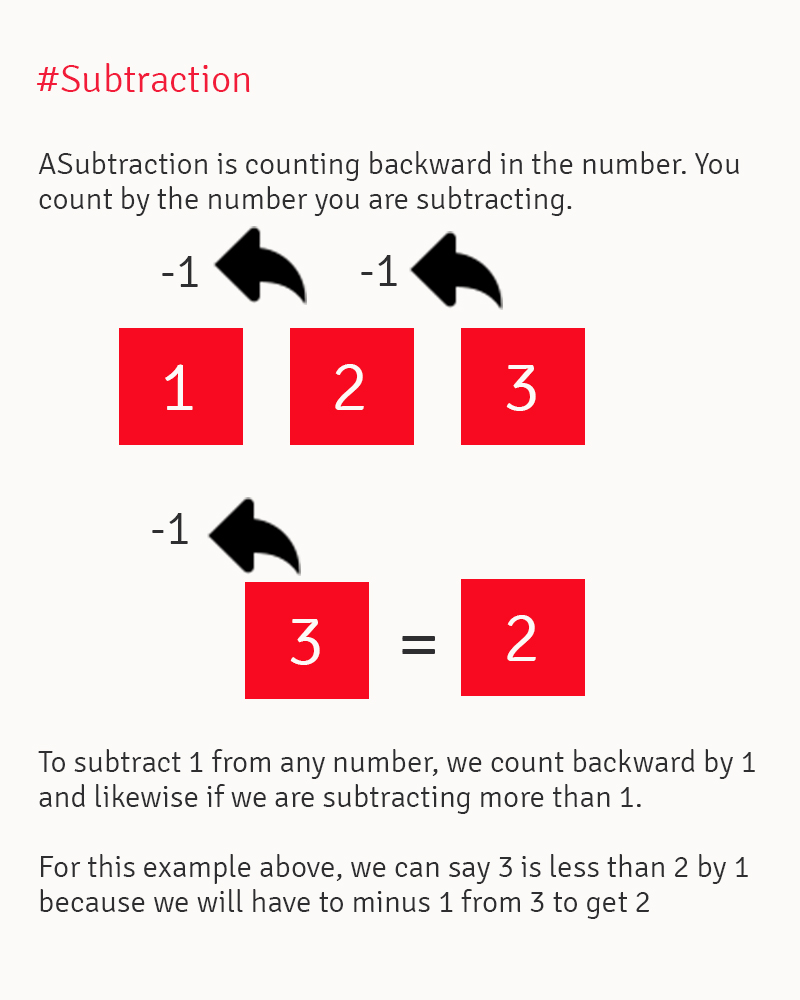 #Subtraction
ASubtraction is counting backward in the number. You
count by the number you are subtracting.
-1 -1
1 2 3
-1
3 = 2
To subtract 1 from any number, we count backward by 1
and likewise if we are subtracting more than 1.
For this example above, we can say 3 is less than 2 by 1
because we will have to minus 1 from 3 to get 2